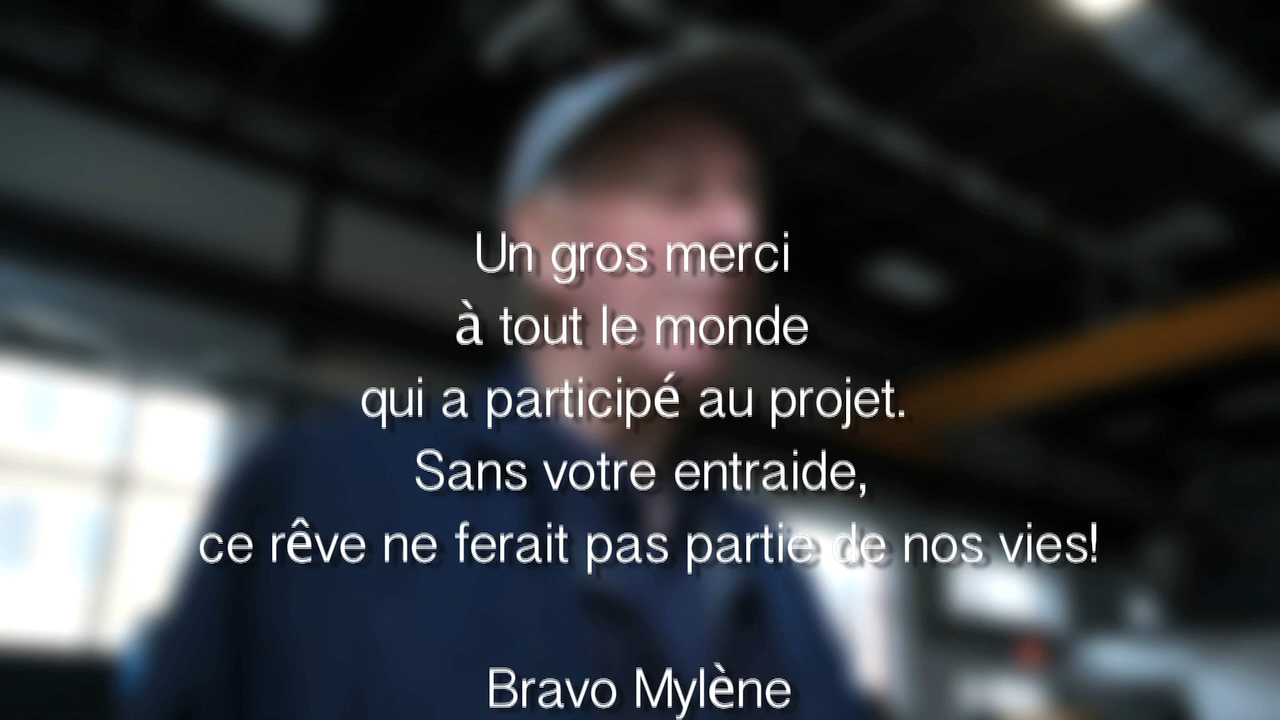 Un gros merci
à tout le monde
qui a participé au projet.
Sans votre entraide,
ce rêve ne ferait pas partie de nos vies!
Bravo Mylène